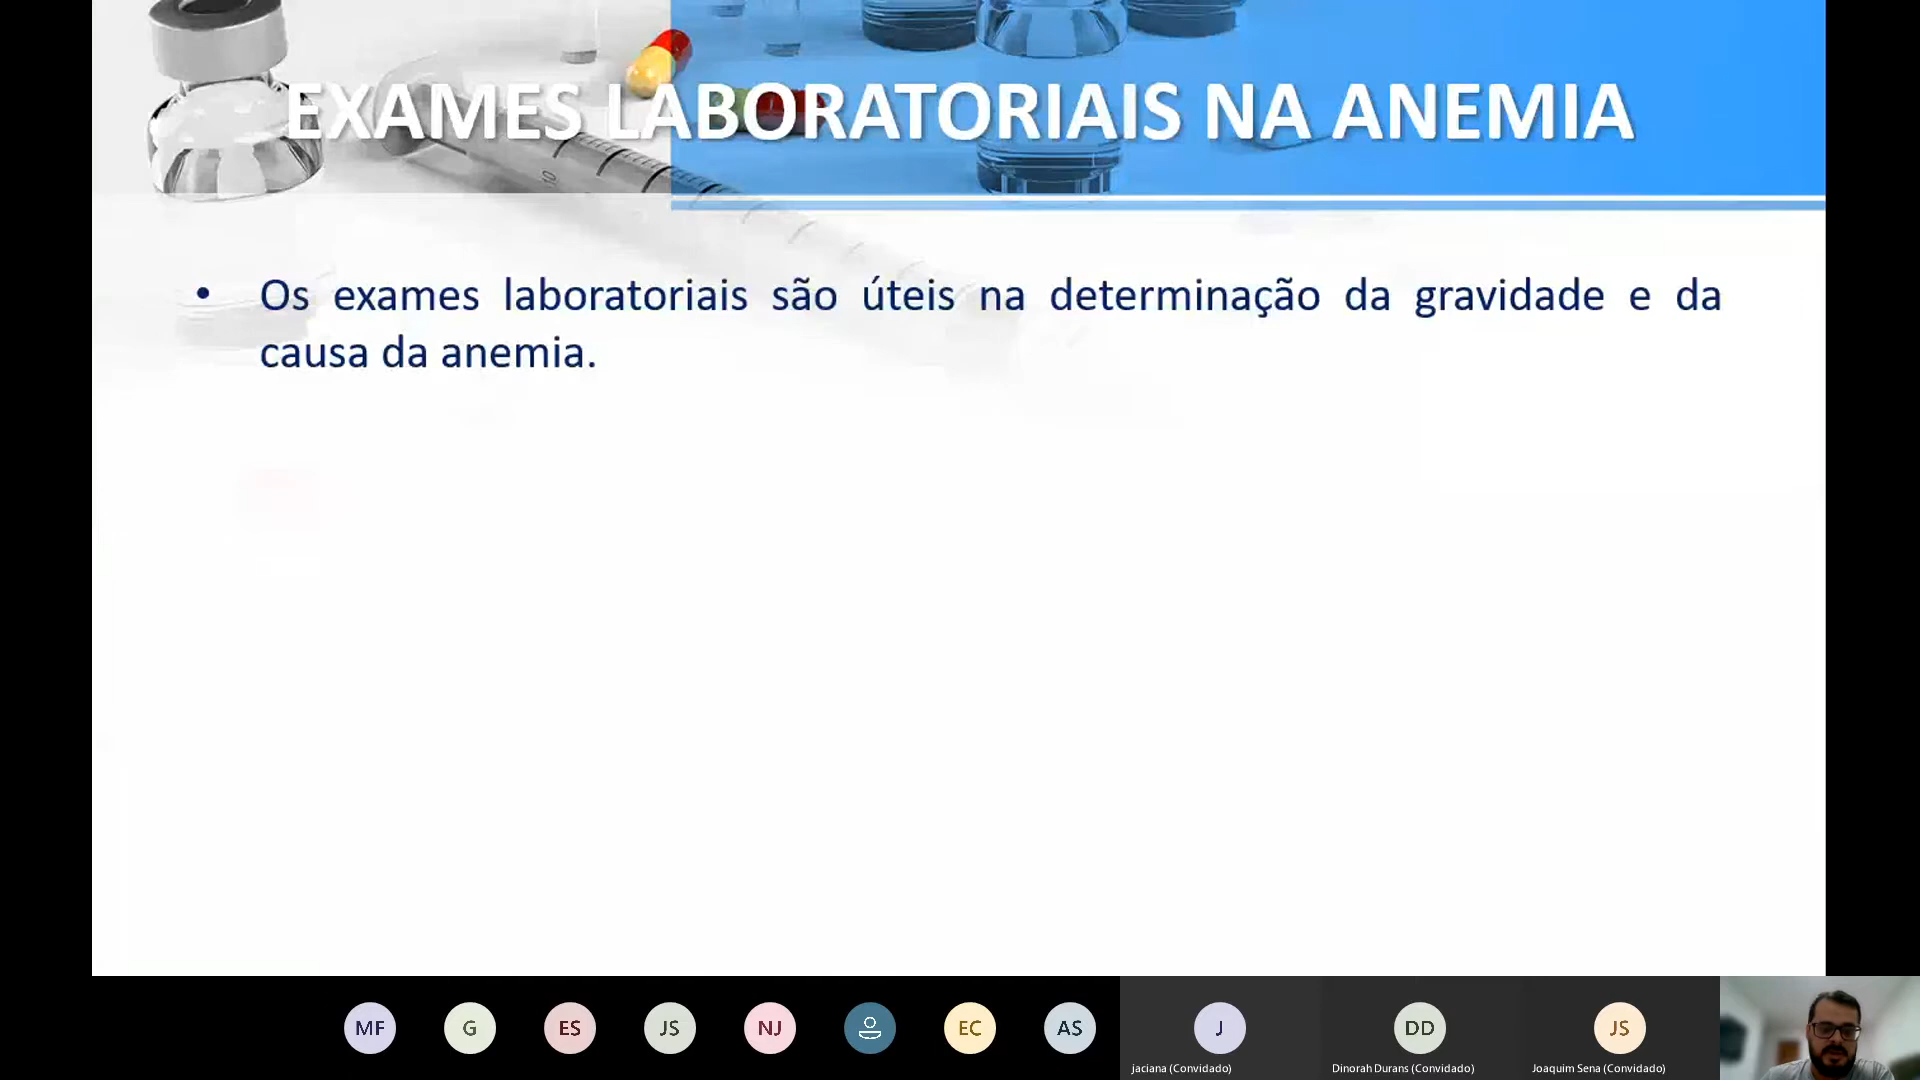 EXAMES LABORATORIAIS NA ANEMIA
• Os exames laboratoriais são úteis na determinação da gravidade e da
causa da anemia.
10
MF G ES JS NJ EC AS J DD JS
jaciana (Convidado) Dinorah Durans (Convidado) Joaquim Sena (Convidado)